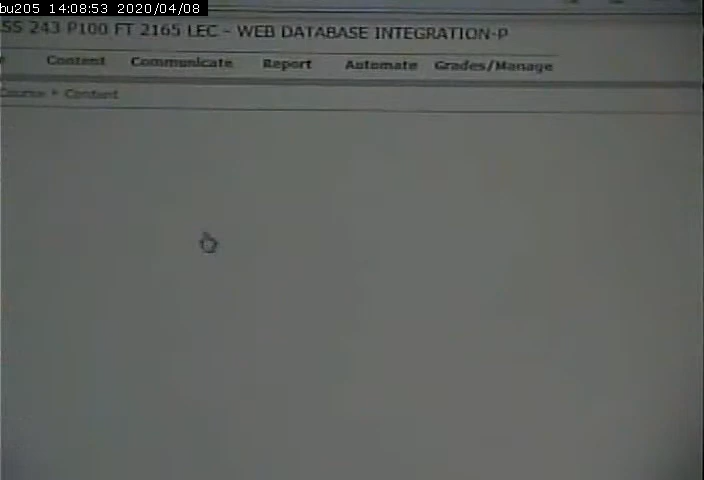 bu205 14:08:53 2020/04/08
SS 243 P100 FT 2165 LEC - WEB DATABASE INTEGRATION-P
Content Communicate Report Automate Grades/Manage
Course Content